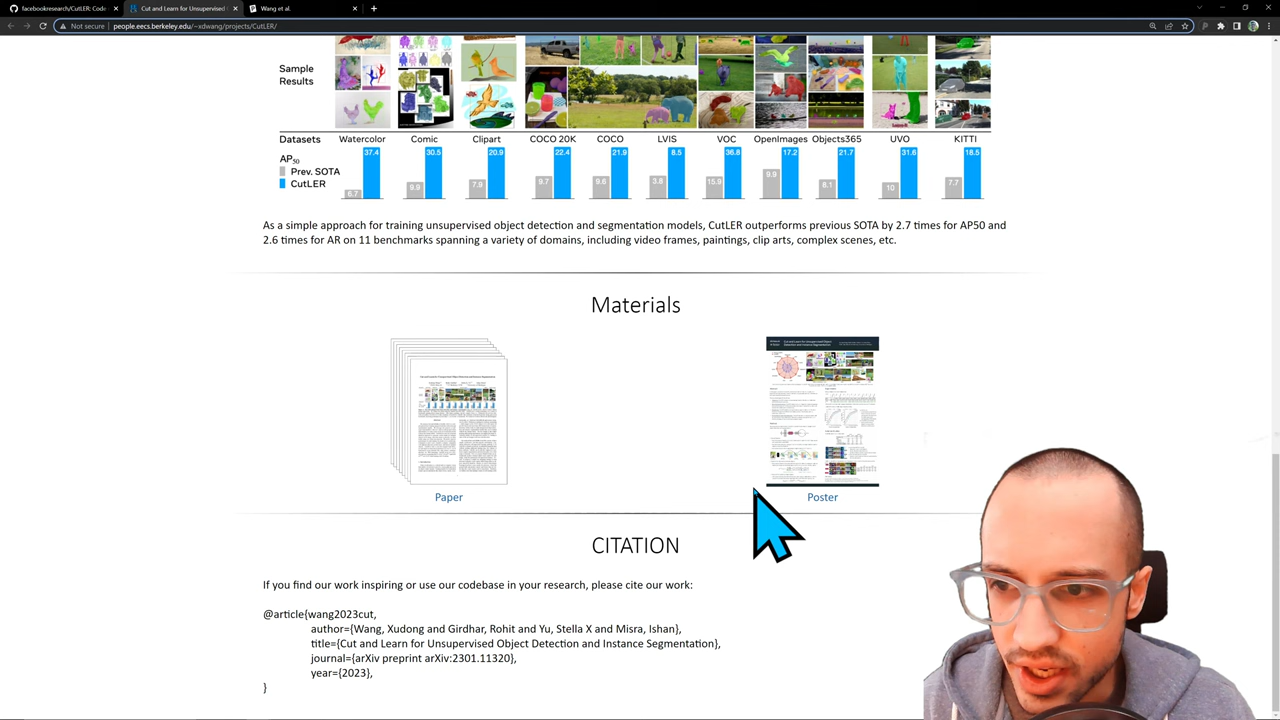 facebookresearch/CutLER: Code
Cut and Learn for Unsupervised
Wang et al.
Not secure
people.eecs.berkeley.edu/~xdwang/projects/CutLER/
Sample
Results
Datasets Watercolor Comic Clipart COCO 20K COCO LVIS VOC OpenImages Objects365 UVO KITTI
AP50
Prev. SOTA
CutLER
6.7 37.4 9.9 30.5 7.9 20.9 9.7 22.4 9.6 21.9 3.8 8.5 15.9 36.8 9.9 17.2 8.1 21.7 10 31.6 7.7 18.5
As a simple approach for training unsupervised object detection and segmentation models, CutLER outperforms previous SOTA by 2.7 times for AP50 and
2.6 times for AR on 11 benchmarks spanning a variety of domains, including video frames, paintings, clip arts, complex scenes, etc.
Materials
Paper
Poster
CITATION
If you find our work inspiring or use our codebase in your research, please cite our work:
@article{wang2023cut,
author={Wang, Xudong and Girdhar, Rohit and Yu, Stella X and Misra, Ishan},
title={Cut and Learn for Unsupervised Object Detection and Instance Segmentation},
journal={arXiv preprint arXiv:2301.11320},
year={2023},
}